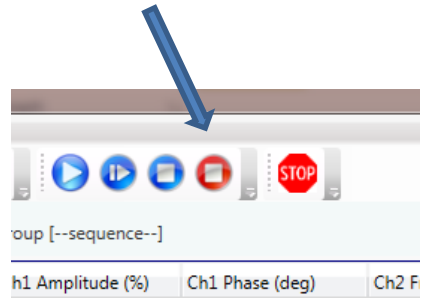 STOP
roup [--sequence--]
h1 Amplitude (%) Ch1 Phase (deg) Ch2 F